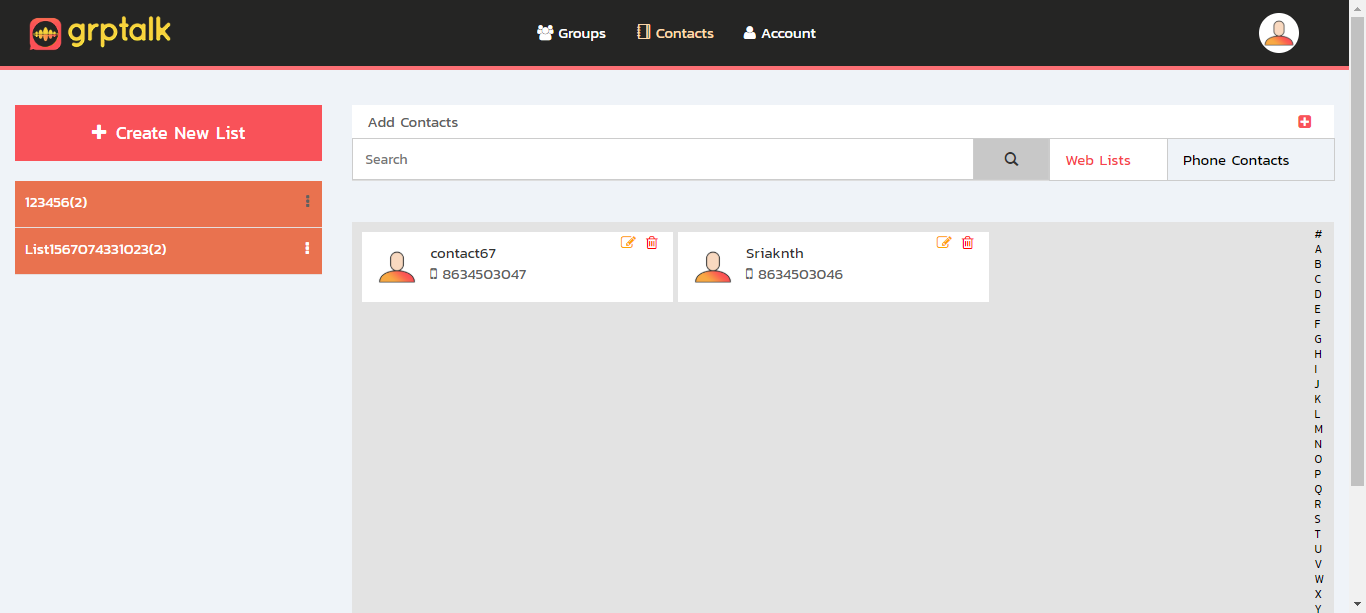 grptalk
Groups Contacts Account
Create New List
123456(2)
List1567074331023(2)
Add Contacts
Search
Web Lists Phone Contacts
contact67
8634503047
Sriaknth
8634503046
#
A
B
C
D
E
F
G
H
I
J
K
L
M
N
O
P
Q
R
S
T
U
V
W
X
Y